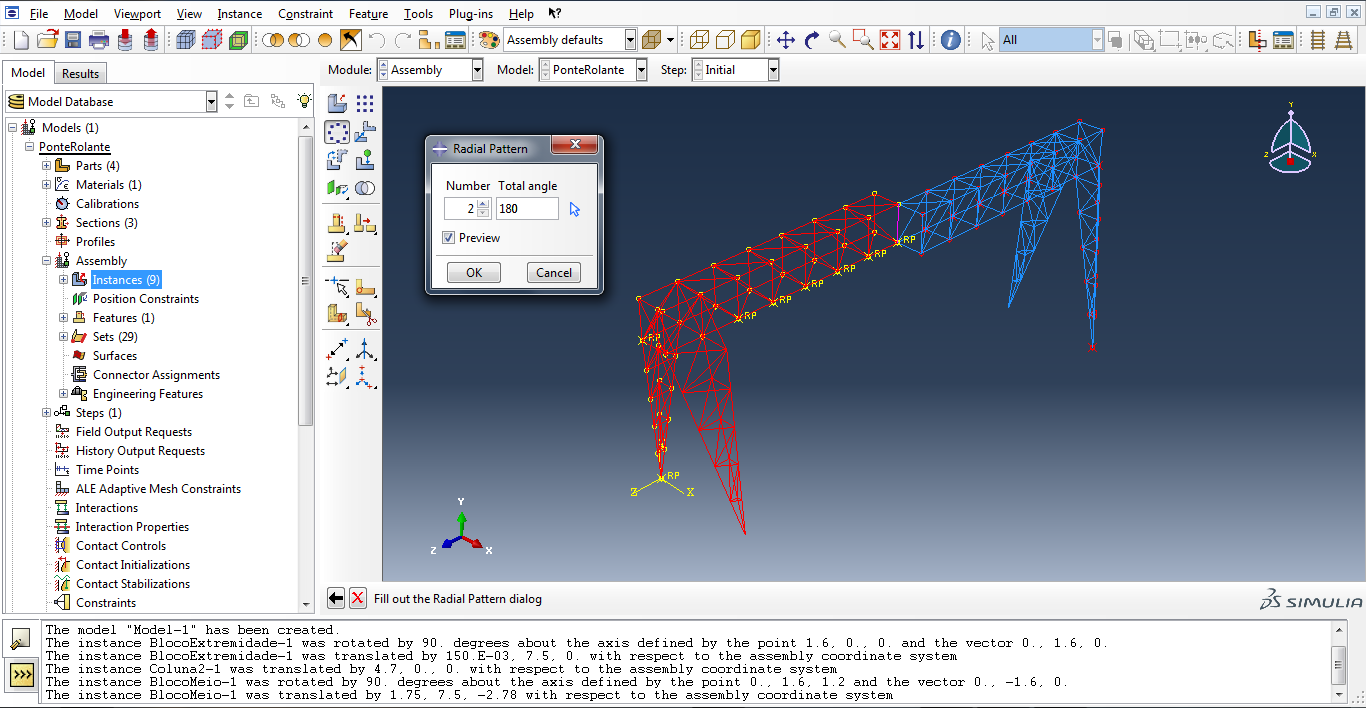 File Model Viewport View Instance Constraint Feature Tools Plug-ins Help
Assembly defaults All
Model Results Module: Assembly Model: PonteRolante Step: Initial
Model Database
Models (1)
PonteRolante
Parts (4)
Materials (1)
Calibrations
Sections (3)
Profiles
Assembly
Instances (9)
Position Constraints
Features (1)
Sets (29)
Surfaces
Connector Assignments
Engineering Features
Steps (1)
Field Output Requests
History Output Requests
Time Points
ALE Adaptive Mesh Constraints
Interactions
Interaction Properties
Contact Controls
Contact Initializations
Contact Stabilizations
Constraints
Radial Pattern
Number Total angle
2 180
Preview
OK Cancel
Y
Z X
RP
RP
RP
RP
RP
RP
RP
RP
Z X
Y
Z X
Fill out the Radial Pattern dialog
SIMULIA
The model "Model-1" has been created.
The instance BlocoExtremidade-1 was rotated by 90. degrees about the axis defined by the point 1.6, 0., 0. and the vector 0., 1.6, 0.
The instance BlocoExtremidade-1 was translated by 150.E-03, 7.5, 0. with respect to the assembly coordinate system
The instance Coluna2-1 was translated by 4.7, 0., 0. with respect to the assembly coordinate system
The instance BlocoMeio-1 was rotated by 90. degrees about the axis defined by the point 0., 1.6, 1.2 and the vector 0., -1.6, 0.
The instance BlocoMeio-1 was translated by 1.75, 7.5, -2.78 with respect to the assembly coordinate system